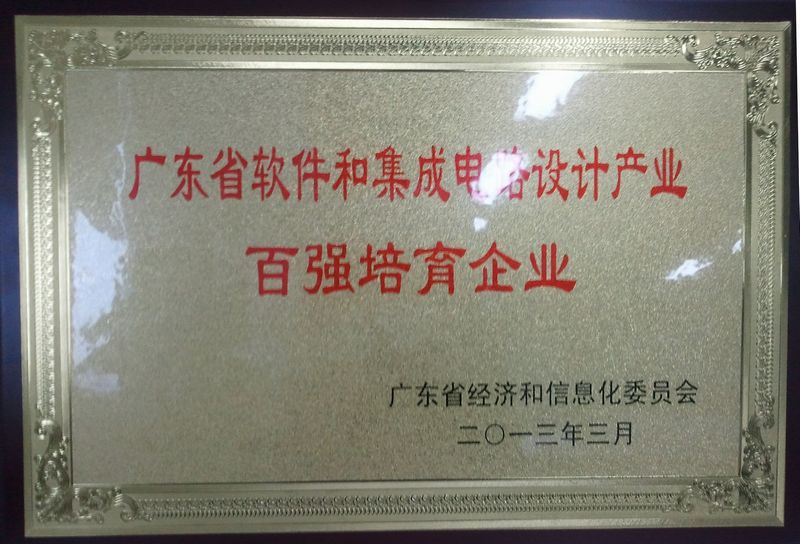 广东省软件和集成电路设计产业
百强培育企业
广东省经济和信息化委员会
二〇一三年三月